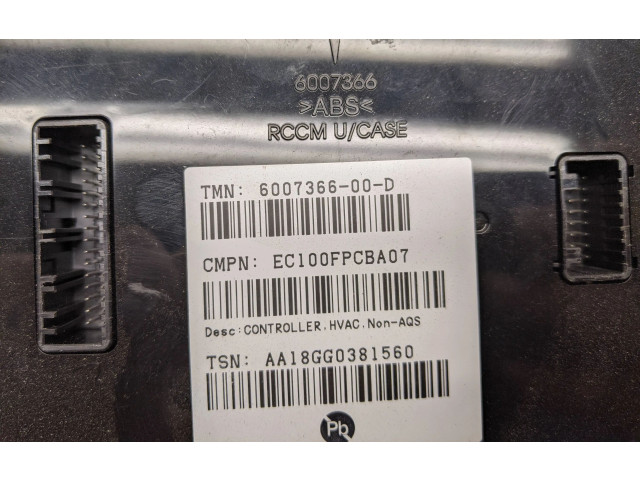 6007366
>ABS<
RCCM U/CASE
TMN: 6007366-00-D
CMPN: EC100FPCBA07
Desc:CONTROLLER,HVAC,Non-AQS
TSN: AA18GG0381560
Pb